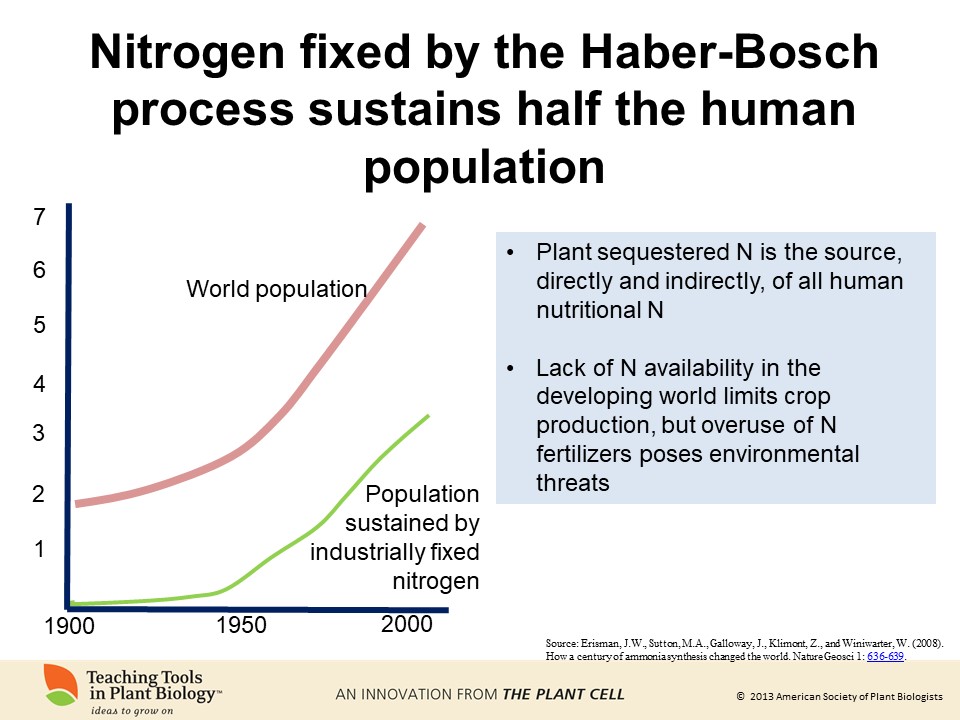 Nitrogen fixed by the Haber-Bosch
process sustains half the human
population
7
6
5
4
3
2
1
World population
Population
sustained by
industrially fixed
nitrogen
1900
1950
2000
• Plant sequestered N is the source,
directly and indirectly, of all human
nutritional N
• Lack of N availability in the
developing world limits crop
production, but overuse of N
fertilizers poses environmental
threats
Source: Erisman, J.W., Sutton, M.A., Galloway, J., Klimont, Z., and Winiwarter, W. (2008).
How a century of ammonia synthesis changed the world. Nature Geosci 1: 636-639.
Teaching Tools
in Plant Biology™
ideas to grow on
AN INNOVATION FROM THE PLANT CELL
© 2013 American Society of Plant Biologists